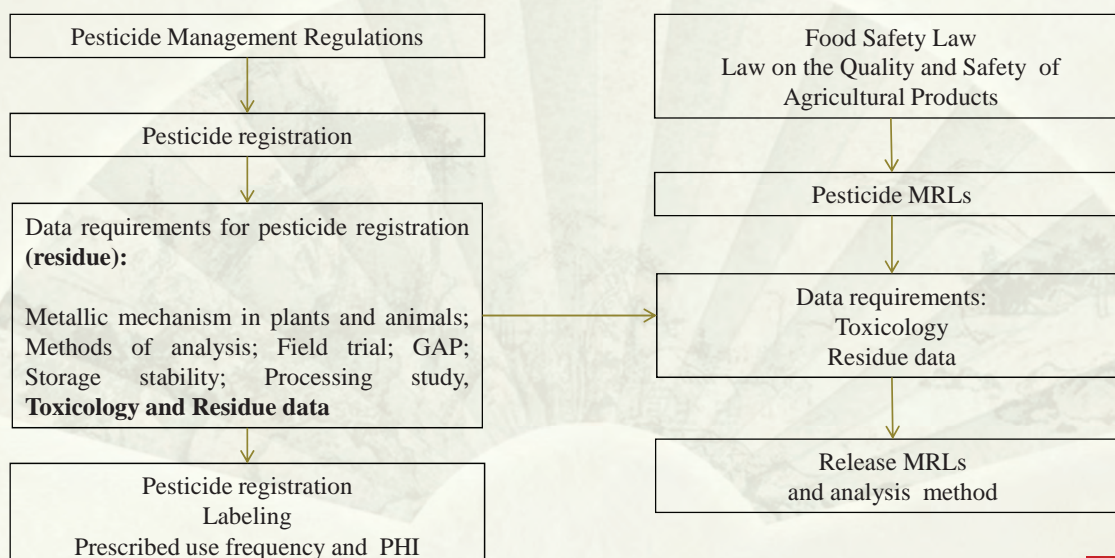 Pesticide Management Regulations
Pesticide registration
Data requirements for pesticide registration
(residue):
Metallic mechanism in plants and animals;
Methods of analysis; Field trial; GAP;
Storage stability; Processing study,
Toxicology and Residue data
Pesticide registration
Labeling
Prescribed use frequency and PHI
Food Safety Law
Law on the Quality and Safety of
Agricultural Products
Pesticide MRLs
Data requirements:
Toxicology
Residue data
Release MRLs
and analysis method